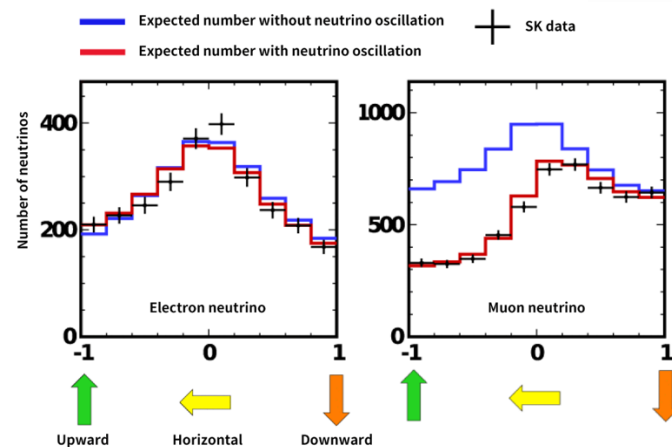 Expected number without neutrino oscillation
SK data
Expected number with neutrino oscillation
Number of neutrinos
400
200
0
-1
0
1
Electron neutrino
1000
500
0
-1
0
1
Muon neutrino
Upward
Horizontal
Downward